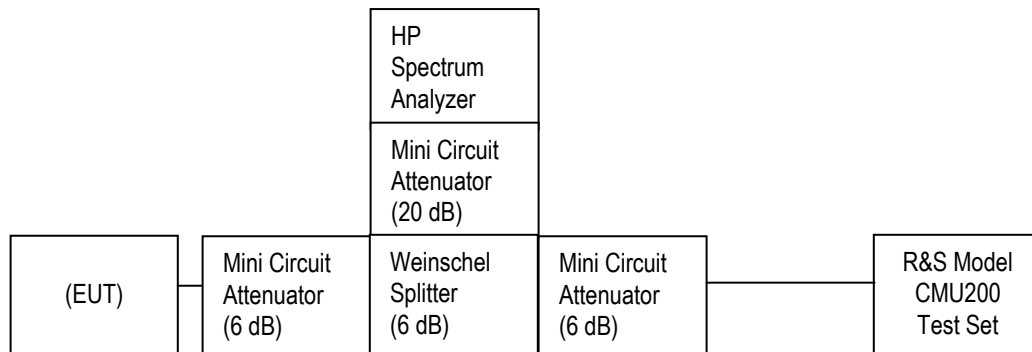 HP
Spectrum
Analyzer
Mini Circuit
Attenuator
(20 dB)
(EUT)
Mini Circuit
Attenuator
(6 dB)
Weinschel
Splitter
(6 dB)
Mini Circuit
Attenuator
(6 dB)
R&S Model
CMU200
Test Set